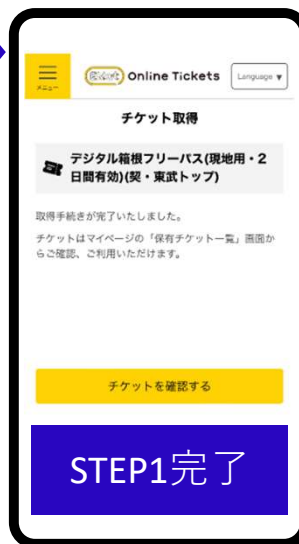 Online Tickets
Language ▼
メニュー
チケット取得
デジタル箱根フリーパス(現地用・2
日間有効)(契・東武トップ)
取得手続きが完了いたしました。
チケットはマイページの「保有チケット一覧」画面か
らご確認、ご利用いただけます。
チケットを確認する
STEP1完了